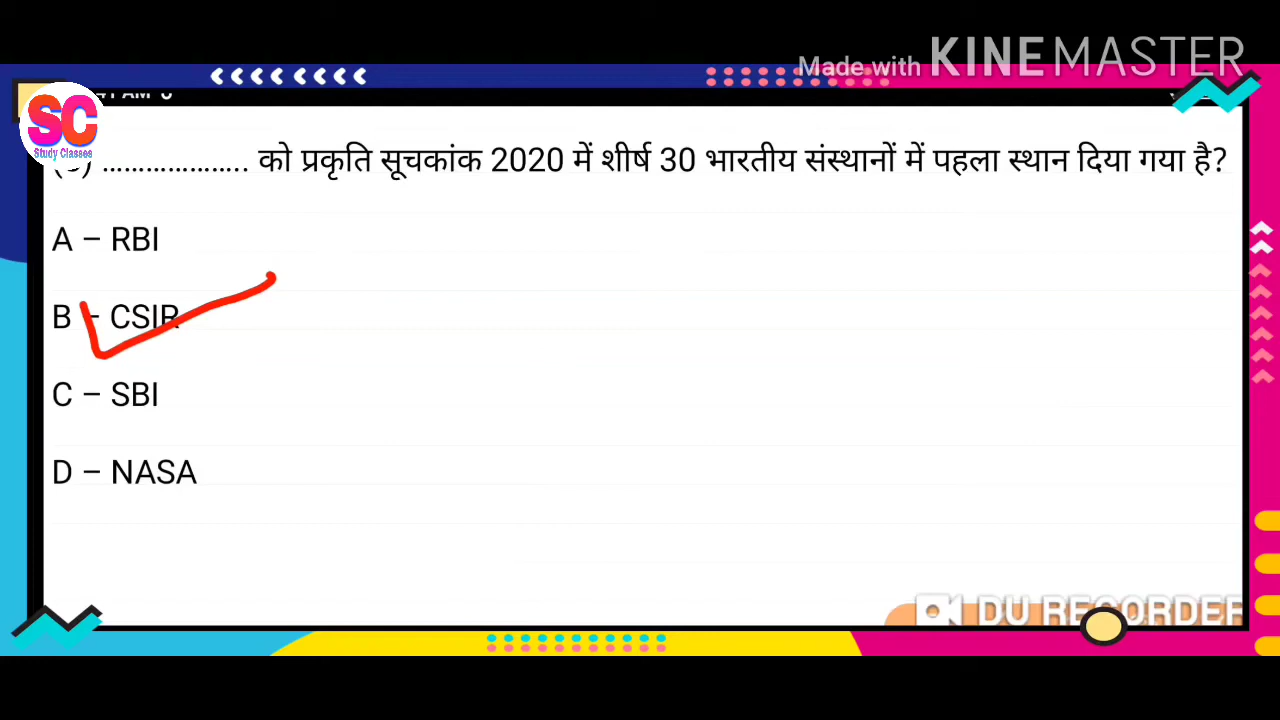 Made with KINEMASTER
SC
Study Classes
……………….. को प्रकृति सूचकांक 2020 में शीर्ष 30 भारतीय संस्थानों में पहला स्थान दिया गया है?
A – RBI
B – CSIR
C – SBI
D – NASA
DU RECORDER